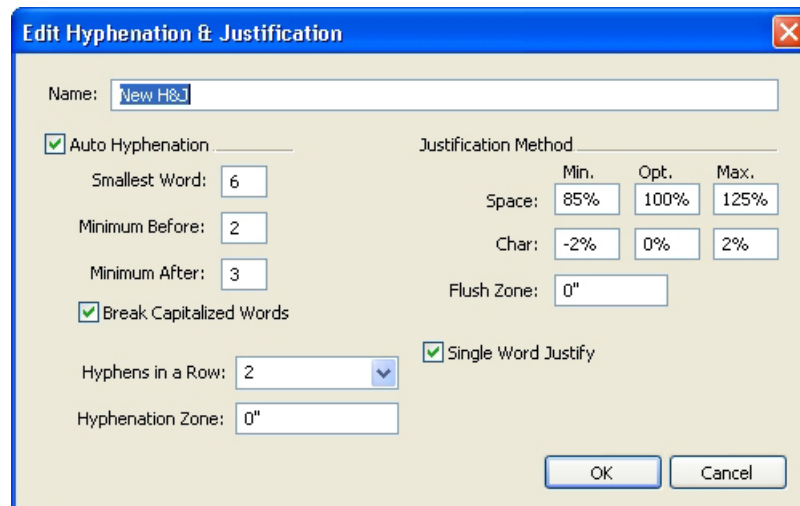 Edit Hyphenation & Justification
Name: New H&J
Auto Hyphenation
Smallest Word: 6
Minimum Before: 2
Minimum After: 3
Break Capitalized Words
Hyphens in a Row: 2
Hyphenation Zone: 0"
Justification Method
Min. Opt. Max.
Space: 85% 100% 125%
Char: -2% 0% 2%
Flush Zone: 0"
Single Word Justify
OK Cancel